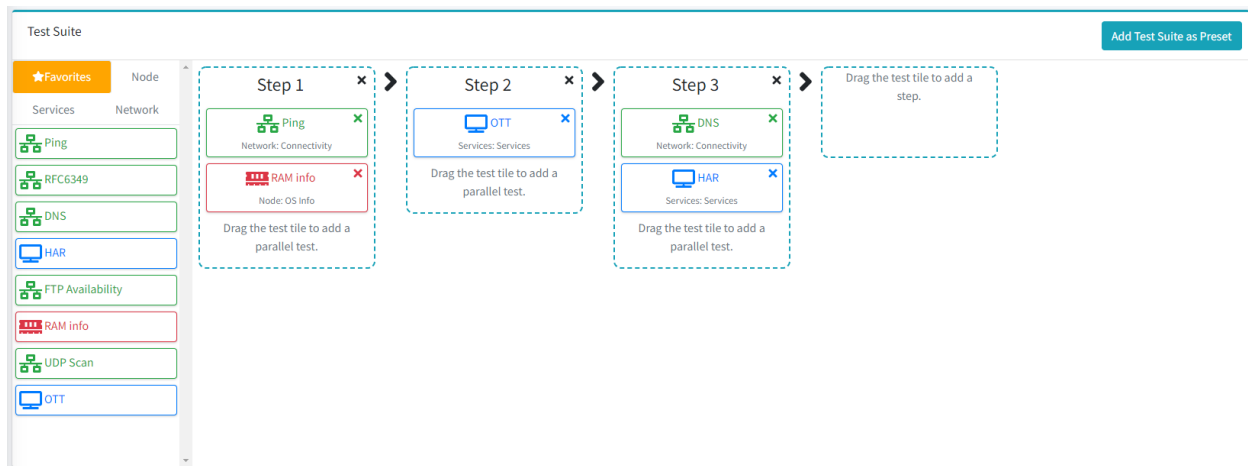 Test Suite
Add Test Suite as Preset
Favorites
Node
Services
Network
Ping
RFC6349
DNS
HAR
FTP Availability
RAM info
UDP Scan
OTT
Step 1
Ping
Network: Connectivity
RAM info
Node: OS Info
Drag the test tile to add a
parallel test.
Step 2
OTT
Services: Services
Drag the test tile to add a
parallel test.
Step 3
DNS
Network: Connectivity
HAR
Services: Services
Drag the test tile to add a
parallel test.
Drag the test tile to add a
step.